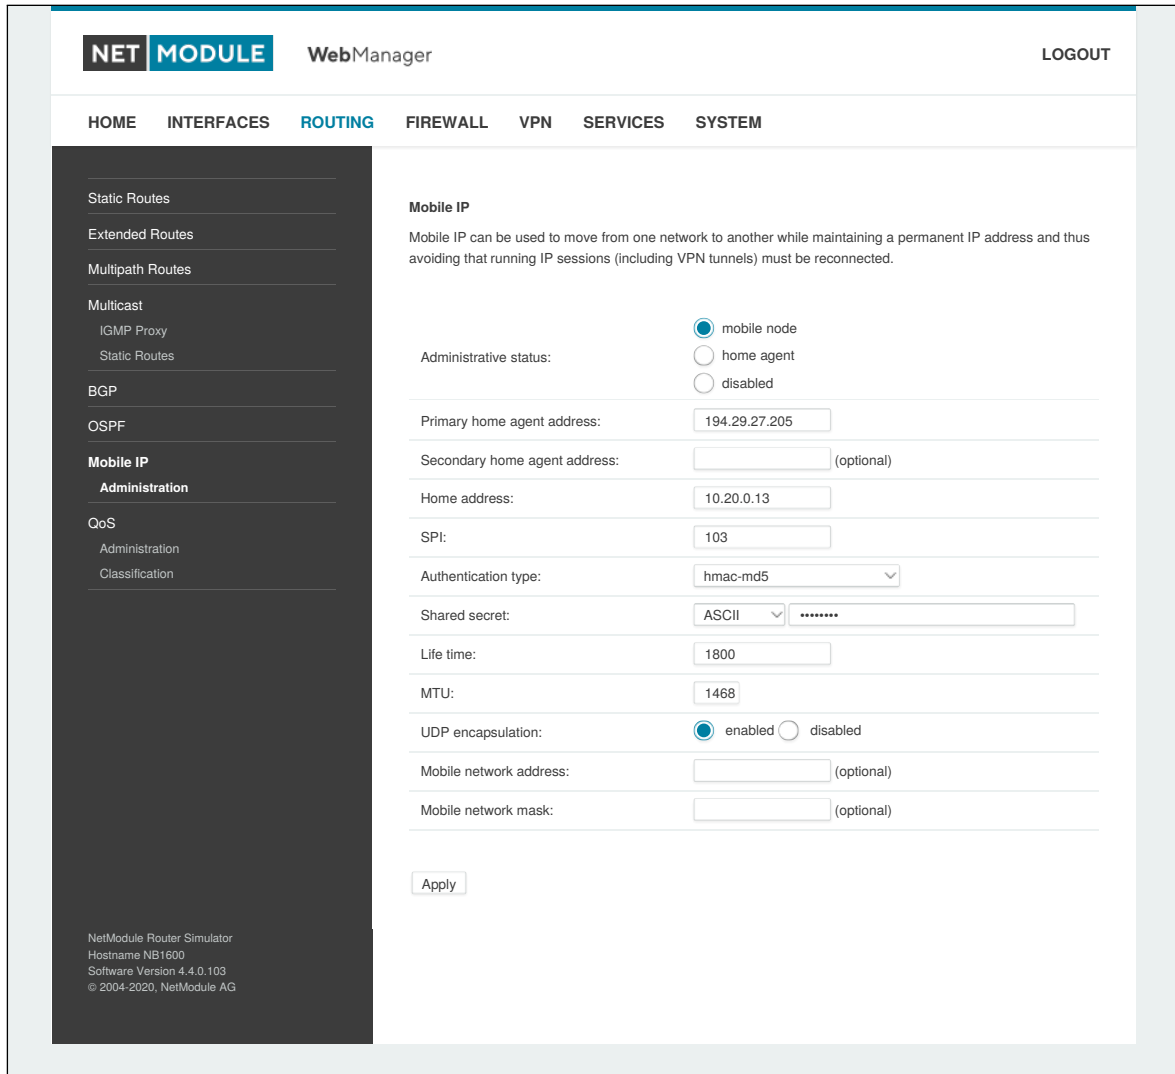 NET MODULE WebManager LOGOUT
HOME INTERFACES ROUTING FIREWALL VPN SERVICES SYSTEM
Static Routes
Extended Routes
Multipath Routes
Multicast
IGMP Proxy
Static Routes
BGP
OSPF
Mobile IP
Administration
QoS
Administration
Classification
NetModule Router Simulator
Hostname NB1600
Software Version 4.4.0.103
© 2004-2020, NetModule AG
Mobile IP
Mobile IP can be used to move from one network to another while maintaining a permanent IP address and thus
avoiding that running IP sessions (including VPN tunnels) must be reconnected.
Administrative status:
mobile node
home agent
disabled
Primary home agent address: 194.29.27.205
Secondary home agent address: (optional)
Home address: 10.20.0.13
SPI: 103
Authentication type: hmac-md5
Shared secret: ASCII ••••••••
Life time: 1800
MTU: 1468
UDP encapsulation: enabled disabled
Mobile network address: (optional)
Mobile network mask: (optional)
Apply